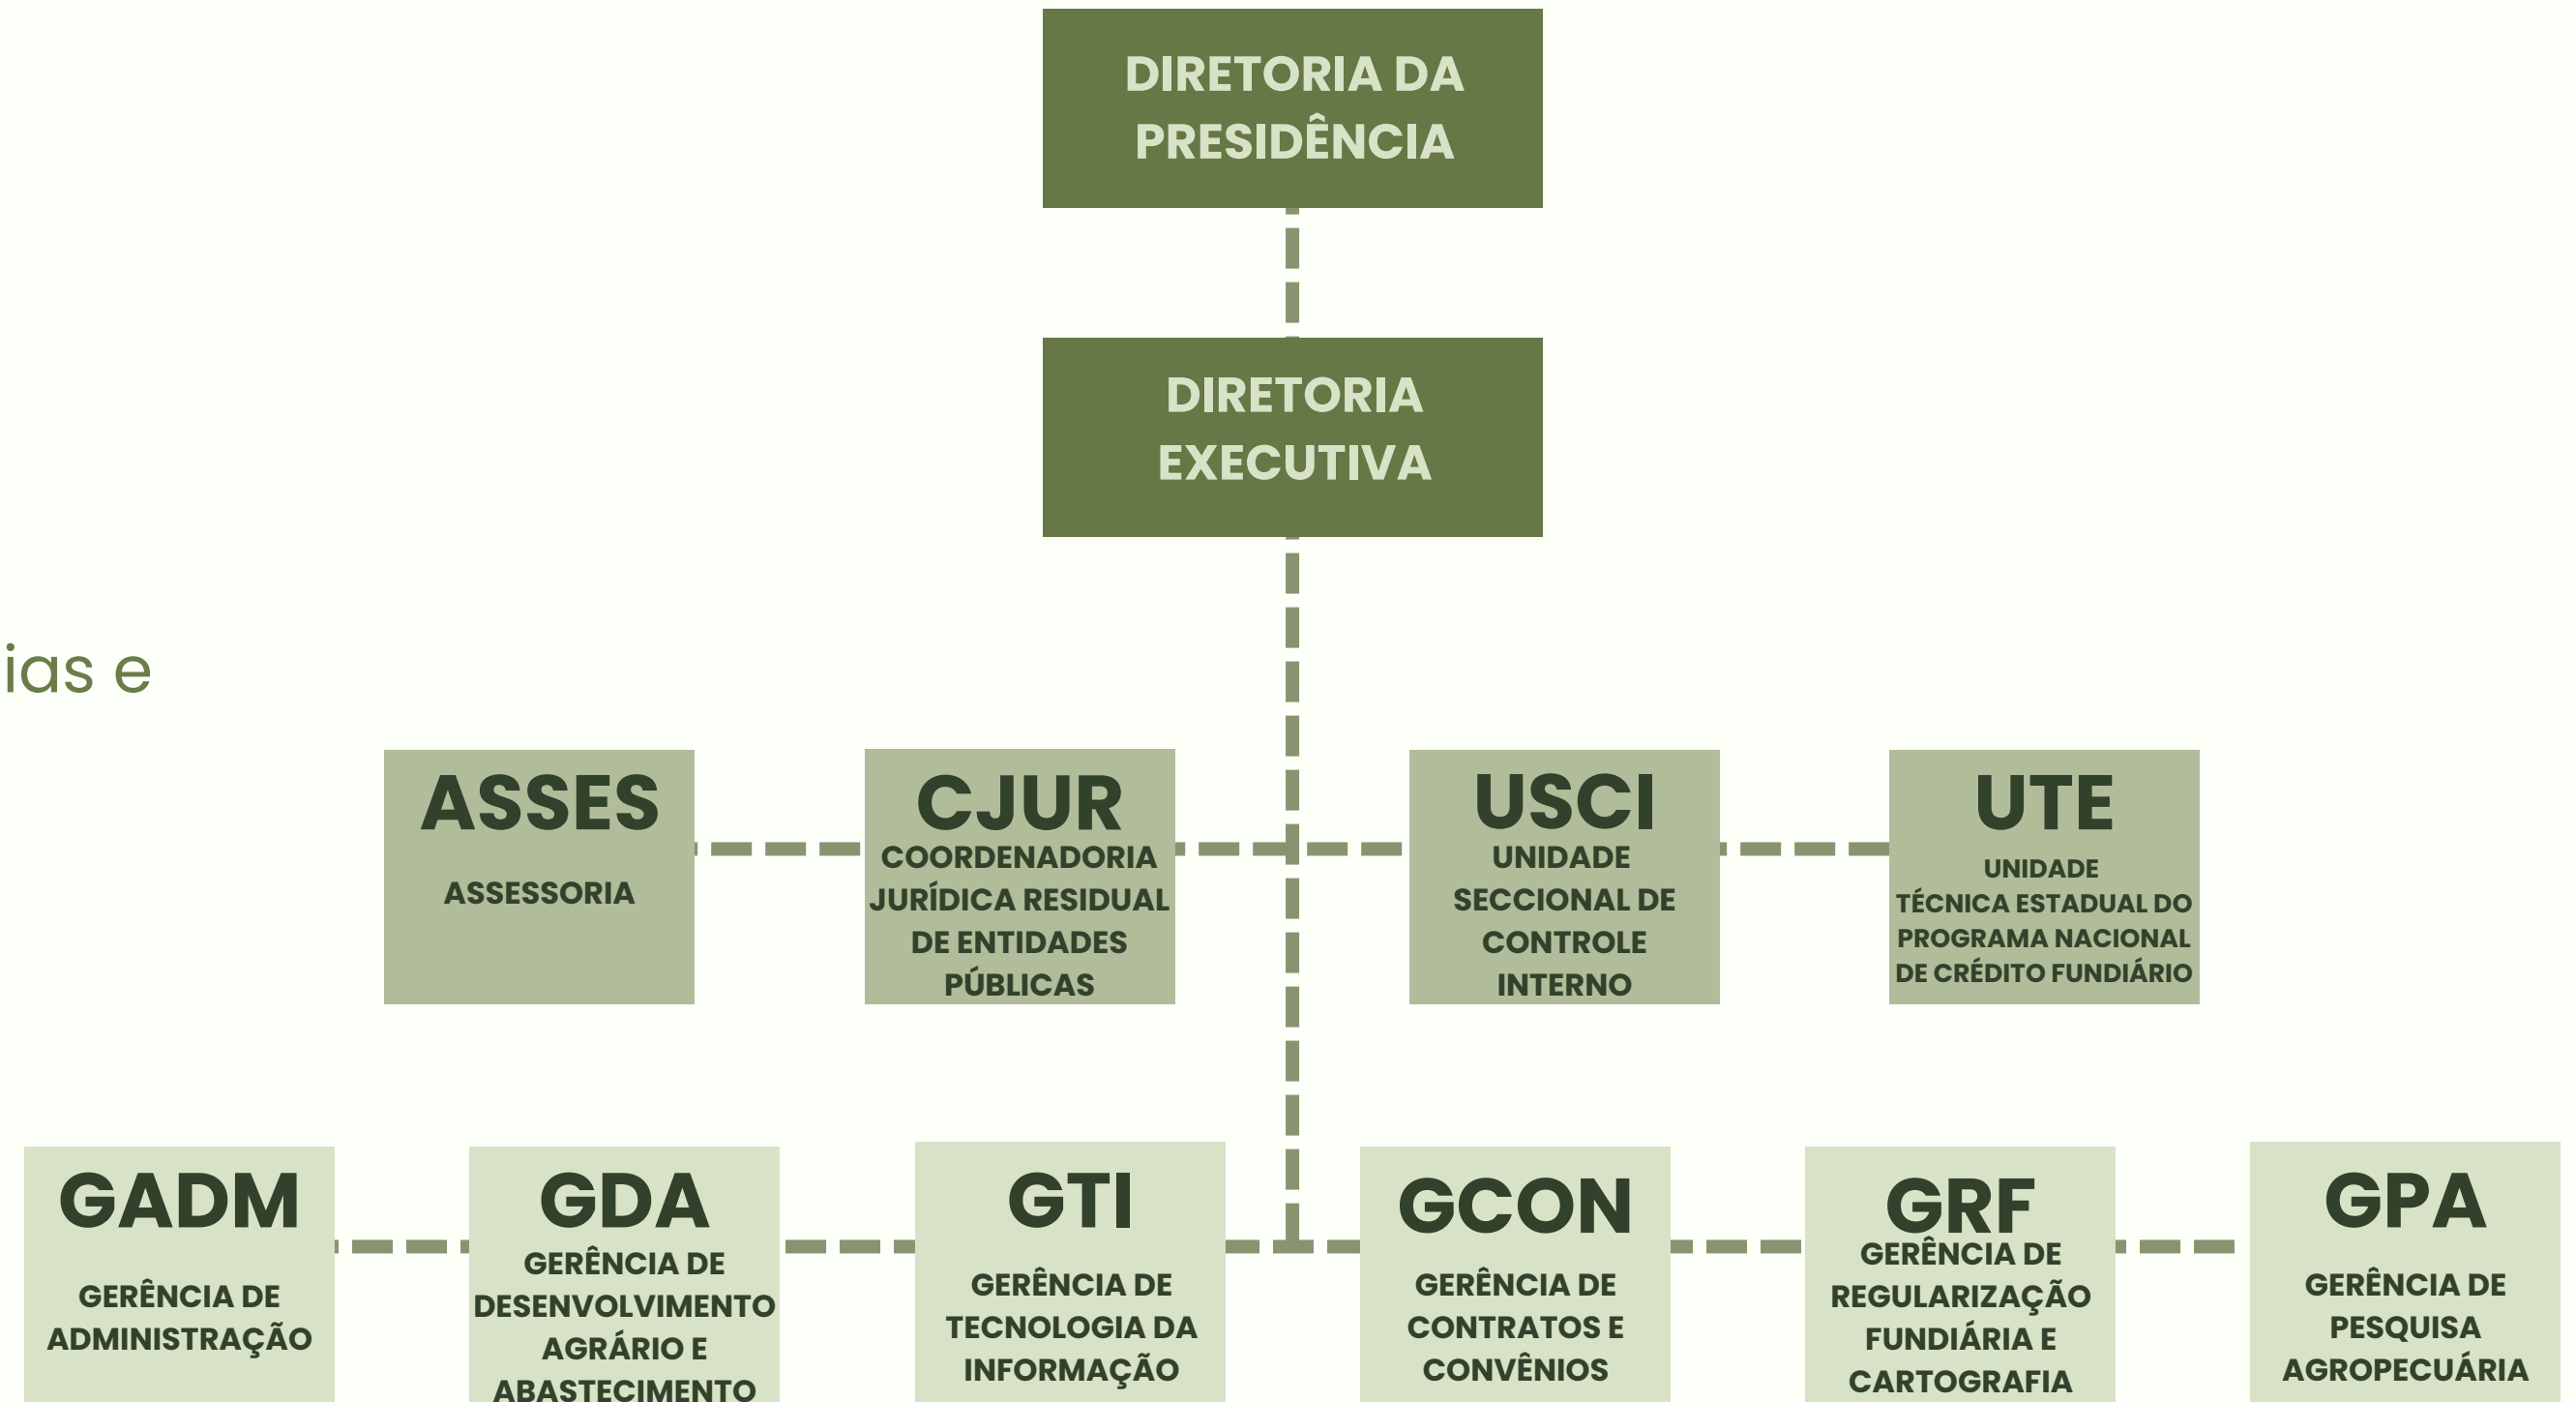 DIRETORIA DA
PRESIDÊNCIA
DIRETORIA
EXECUTIVA
ias e
ASSES
ASSESSORIA
CJUR
COORDENADORIA
JURÍDICA RESIDUAL
DE ENTIDADES
PÚBLICAS
USCI
UNIDADE
SECCIONAL DE
CONTROLE
INTERNO
UTE
UNIDADE
TÉCNICA ESTADUAL DO
PROGRAMA NACIONAL
DE CRÉDITO FUNDIÁRIO
GADM
GERÊNCIA DE
ADMINISTRAÇÃO
GDA
GERÊNCIA DE
DESENVOLVIMENTO
AGRÁRIO E
ABASTECIMENTO
GTI
GERÊNCIA DE
TECNOLOGIA DA
INFORMAÇÃO
GCON
GERÊNCIA DE
CONTRATOS E
CONVÊNIOS
GRF
GERÊNCIA DE
REGULARIZAÇÃO
FUNDIÁRIA E
CARTOGRAFIA
GPA
GERÊNCIA DE
PESQUISA
AGROPECUÁRIA